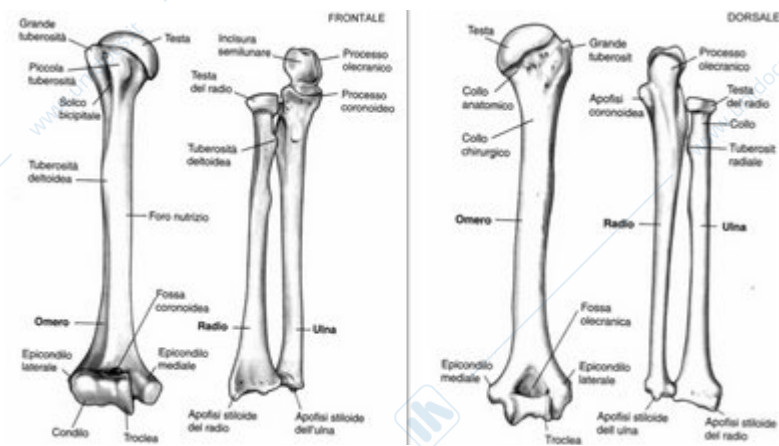 FRONTALE
Grande
tuberosità
Testa
Piccola
tuberosità
Solco
bicipitale
Tuberosità
deltoidea
Foro nutrizio
Fossa
coronoidea
Omero
Epicondilo
laterale
Epicondilo
mediale
Condilo
Troclea
Incisura
semilunare
Processo
olecranico
Testa
del radio
Processo
coronoideo
Tuberosità
deltoidea
Radio
Ulna
Apofisi stiloide
del radio
Apofisi stiloide
dell'ulna
DORSALE
Testa
Grande
tuberosit
Collo
anatomico
Collo
chirurgico
Omero
Fossa
olecranica
Epicondilo
mediale
Epicondilo
laterale
Troclea
Processo
olecranico
Apofisi
coronoidea
Testa
del radio
Collo
Tuberosit
radiale
Radio
Ulna
Apofisi stiloide
dell ulna
Apofisi stiloide
del radio